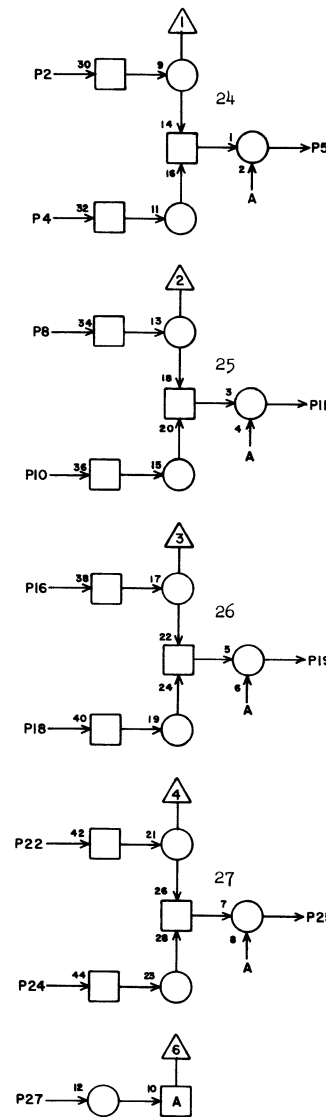 1
P2 30 9
24
14 1 P5
16 2
P4 32 11 A
2
P8 34 13
25
18 3 P11
20 4
P10 36 15 A
3
P16 38 17
26
22 5 P19
24 6
P18 40 19 A
4
P22 42 21
27
26 7 P25
28 8
P24 44 23 A
6
P27 12 10 A